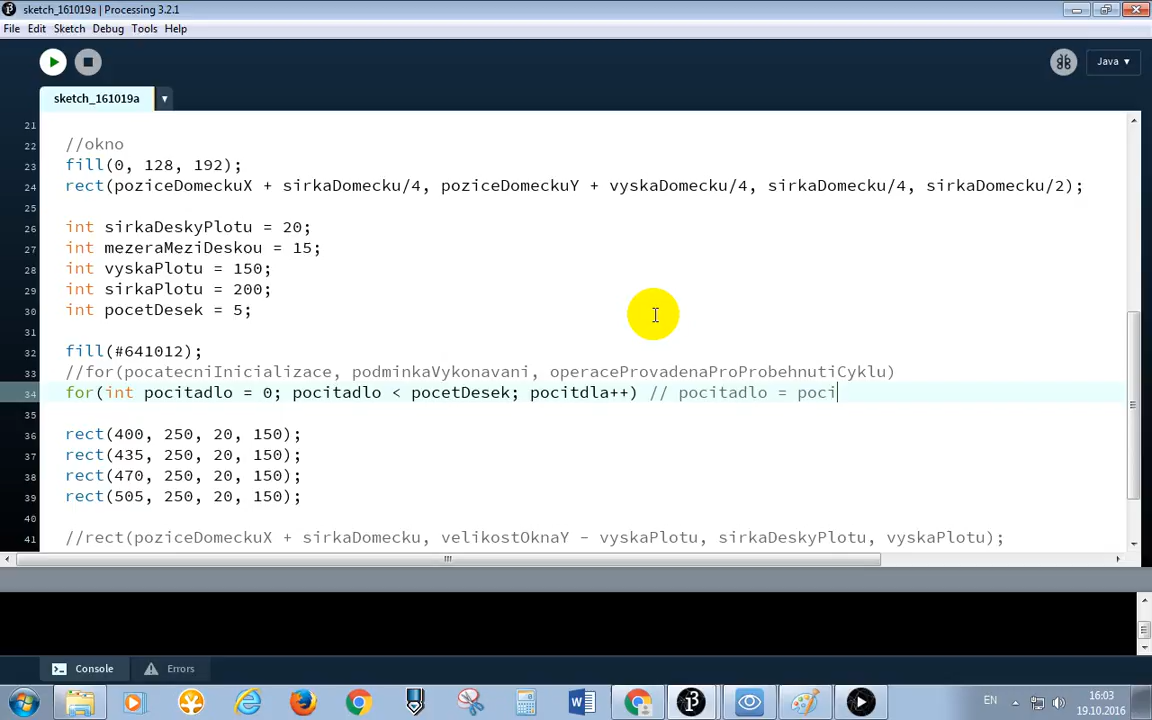 sketch_161019a | Processing 3.2.1
File Edit Sketch Debug Tools Help
Java ▾
sketch_161019a
21
22 //okno
23 fill(0, 128, 192);
24 rect(poziceDomeckuX + sirkaDomecku/4, poziceDomeckuY + vyskaDomecku/4, sirkaDomecku/4, sirkaDomecku/2);
25
26 int sirkaDeskyPlotu = 20;
27 int mezeraMeziDeskou = 15;
28 int vyskaPlotu = 150;
29 int sirkaPlotu = 200;
30 int pocetDesek = 5;
31
32 fill(#641012);
33 //for(pocatecniInicializace, podminkaVykonavani, operaceProvadenaProProbehnutiCyklu)
34 for(int pocitadlo = 0; pocitadlo < pocetDesek; pocitdla++) // pocitadlo = poci
35
36 rect(400, 250, 20, 150);
37 rect(435, 250, 20, 150);
38 rect(470, 250, 20, 150);
39 rect(505, 250, 20, 150);
40
41 //rect(poziceDomeckuX + sirkaDomecku, velikostOknaY - vyskaPlotu, sirkaDeskyPlotu, vyskaPlotu);
Console Errors
EN
16:03
19.10.2016